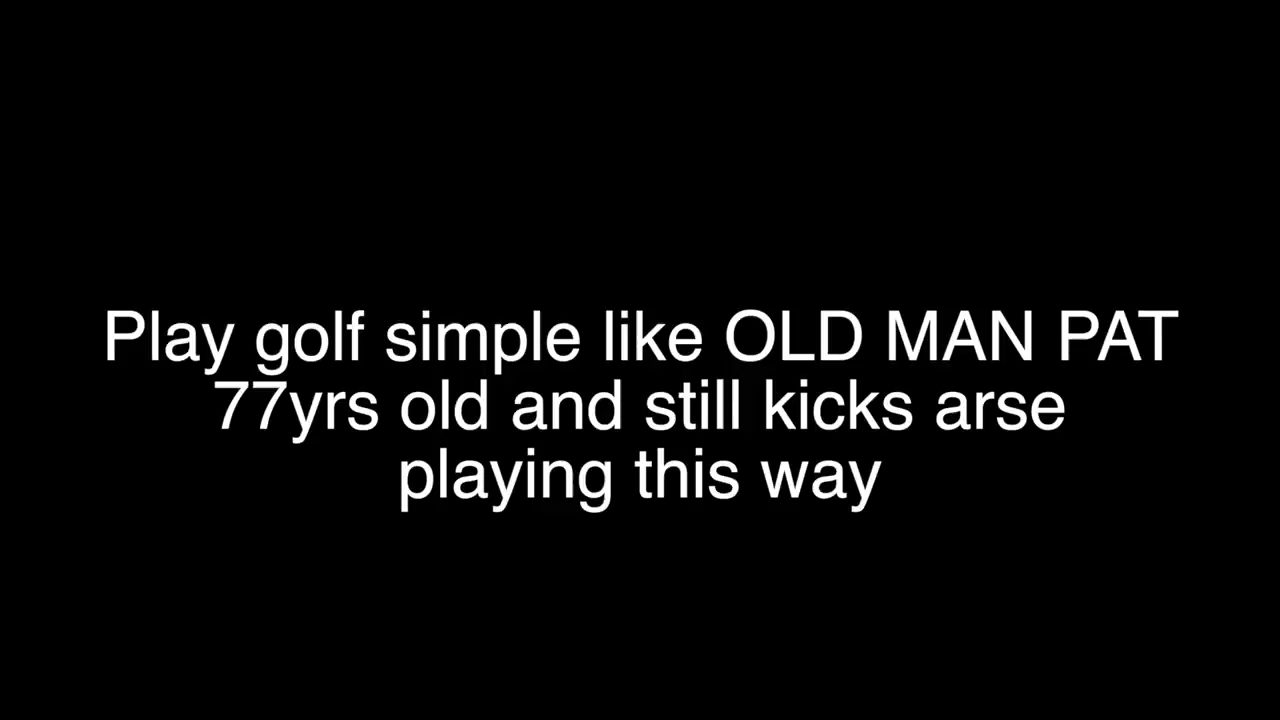 Play golf simple like OLD MAN PAT
77yrs old and still kicks arse
playing this way